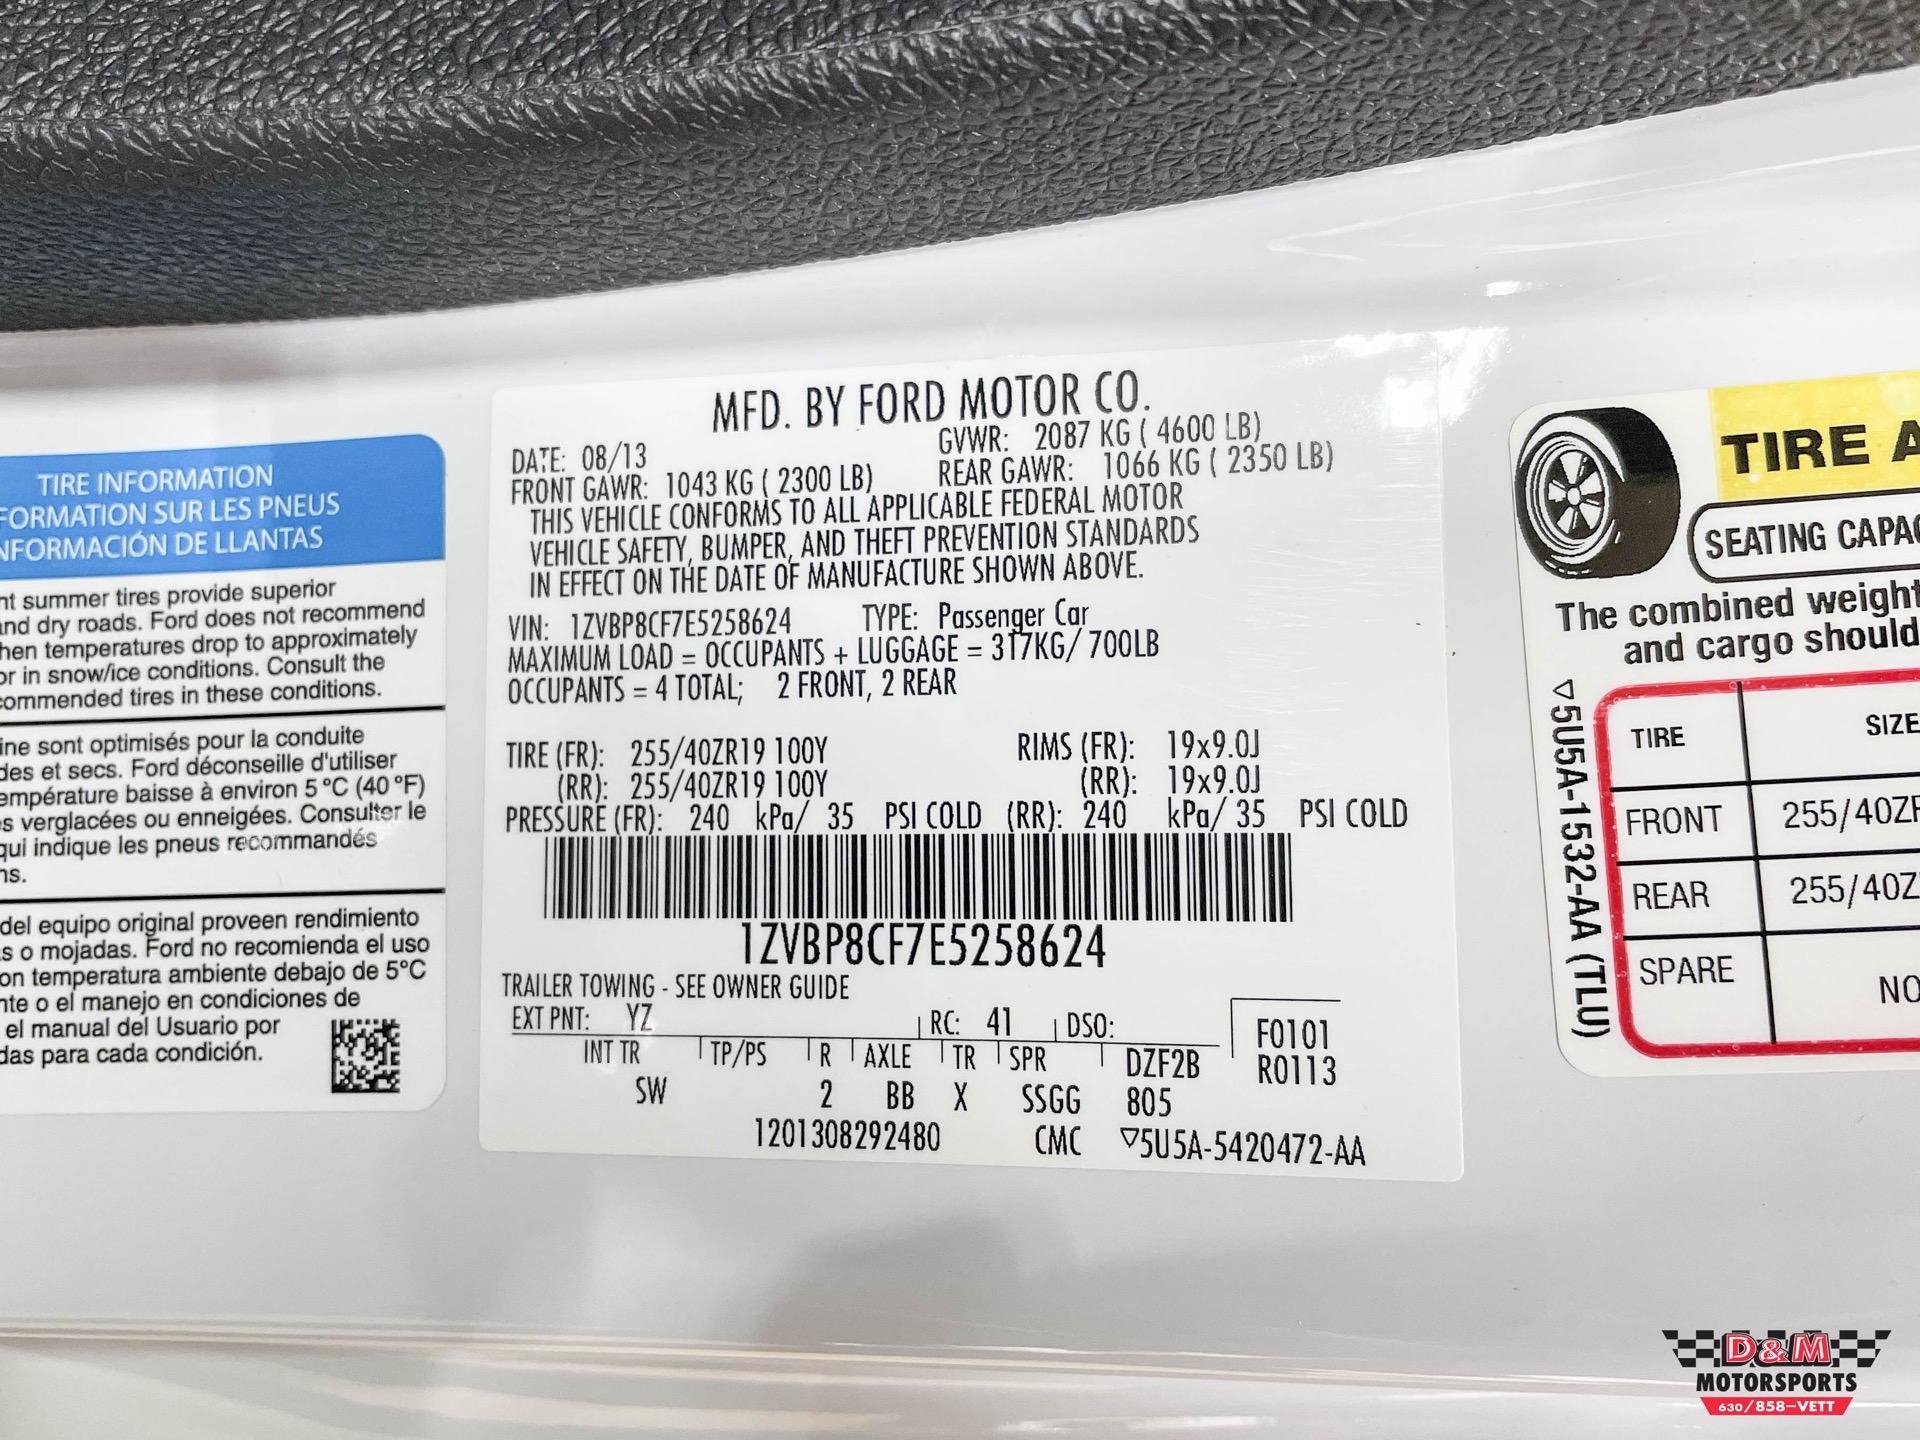 TIRE INFORMATION
FORMATION SUR LES PNEUS
NFORMACIÓN DE LLANTAS
nt summer tires provide superior
and dry roads. Ford does not recommend
hen temperatures drop to approximately
or in snow/ice conditions. Consult the
commended tires in these conditions.
ine sont optimisés pour la conduite
des et secs. Ford déconseille d'utiliser
empérature baisse à environ 5 °C (40 °F)
s verglacées ou enneigées. Consulter le
qui indique les pneus recommandés
ns.
del equipo original proveen rendimiento
s o mojadas. Ford no recomienda el uso
on temperatura ambiente debajo de 5°C
nte o el manejo en condiciones de
el manual del Usuario por
das para cada condición.
MFD. BY FORD MOTOR CO.
DATE: 08/13 GVWR: 2087 KG ( 4600 LB)
FRONT GAWR: 1043 KG ( 2300 LB) REAR GAWR: 1066 KG ( 2350 LB)
THIS VEHICLE CONFORMS TO ALL APPLICABLE FEDERAL MOTOR
VEHICLE SAFETY, BUMPER, AND THEFT PREVENTION STANDARDS
IN EFFECT ON THE DATE OF MANUFACTURE SHOWN ABOVE.
VIN: 1ZVBP8CF7E5258624 TYPE: Passenger Car
MAXIMUM LOAD = OCCUPANTS + LUGGAGE = 317KG/ 700LB
OCCUPANTS = 4 TOTAL; 2 FRONT, 2 REAR
TIRE (FR): 255/40ZR19 100Y RIMS (FR): 19x9.0J
(RR): 255/40ZR19 100Y (RR): 19x9.0J
PRESSURE (FR): 240 kPa/ 35 PSI COLD (RR): 240 kPa/ 35 PSI COLD
1ZVBP8CF7E5258624
TRAILER TOWING - SEE OWNER GUIDE
EXT PNT: YZ RC: 41 DSO: F0101
INT TR TP/PS R AXLE TR SPR DZF2B R0113
SW 2 BB X SSGG 805
1201308292480 CMC ▽5U5A-5420472-AA
TIRE A
SEATING CAPAC
The combined weight
and cargo should
▽5U5A-1532-AA (TLU)
TIRE SIZE
FRONT 255/40ZR
REAR 255/40Z
SPARE NO
D&M
MOTORSPORTS
630/858-VETT